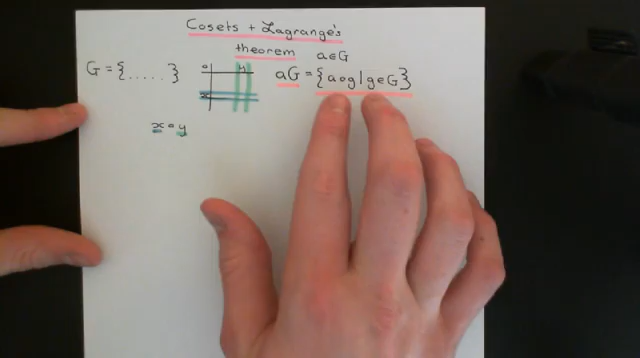 Cosets + Lagrange's
theorem
a∈G
G = {.....}
o y
x
aG = {a∘g | g∈G}
x∘y